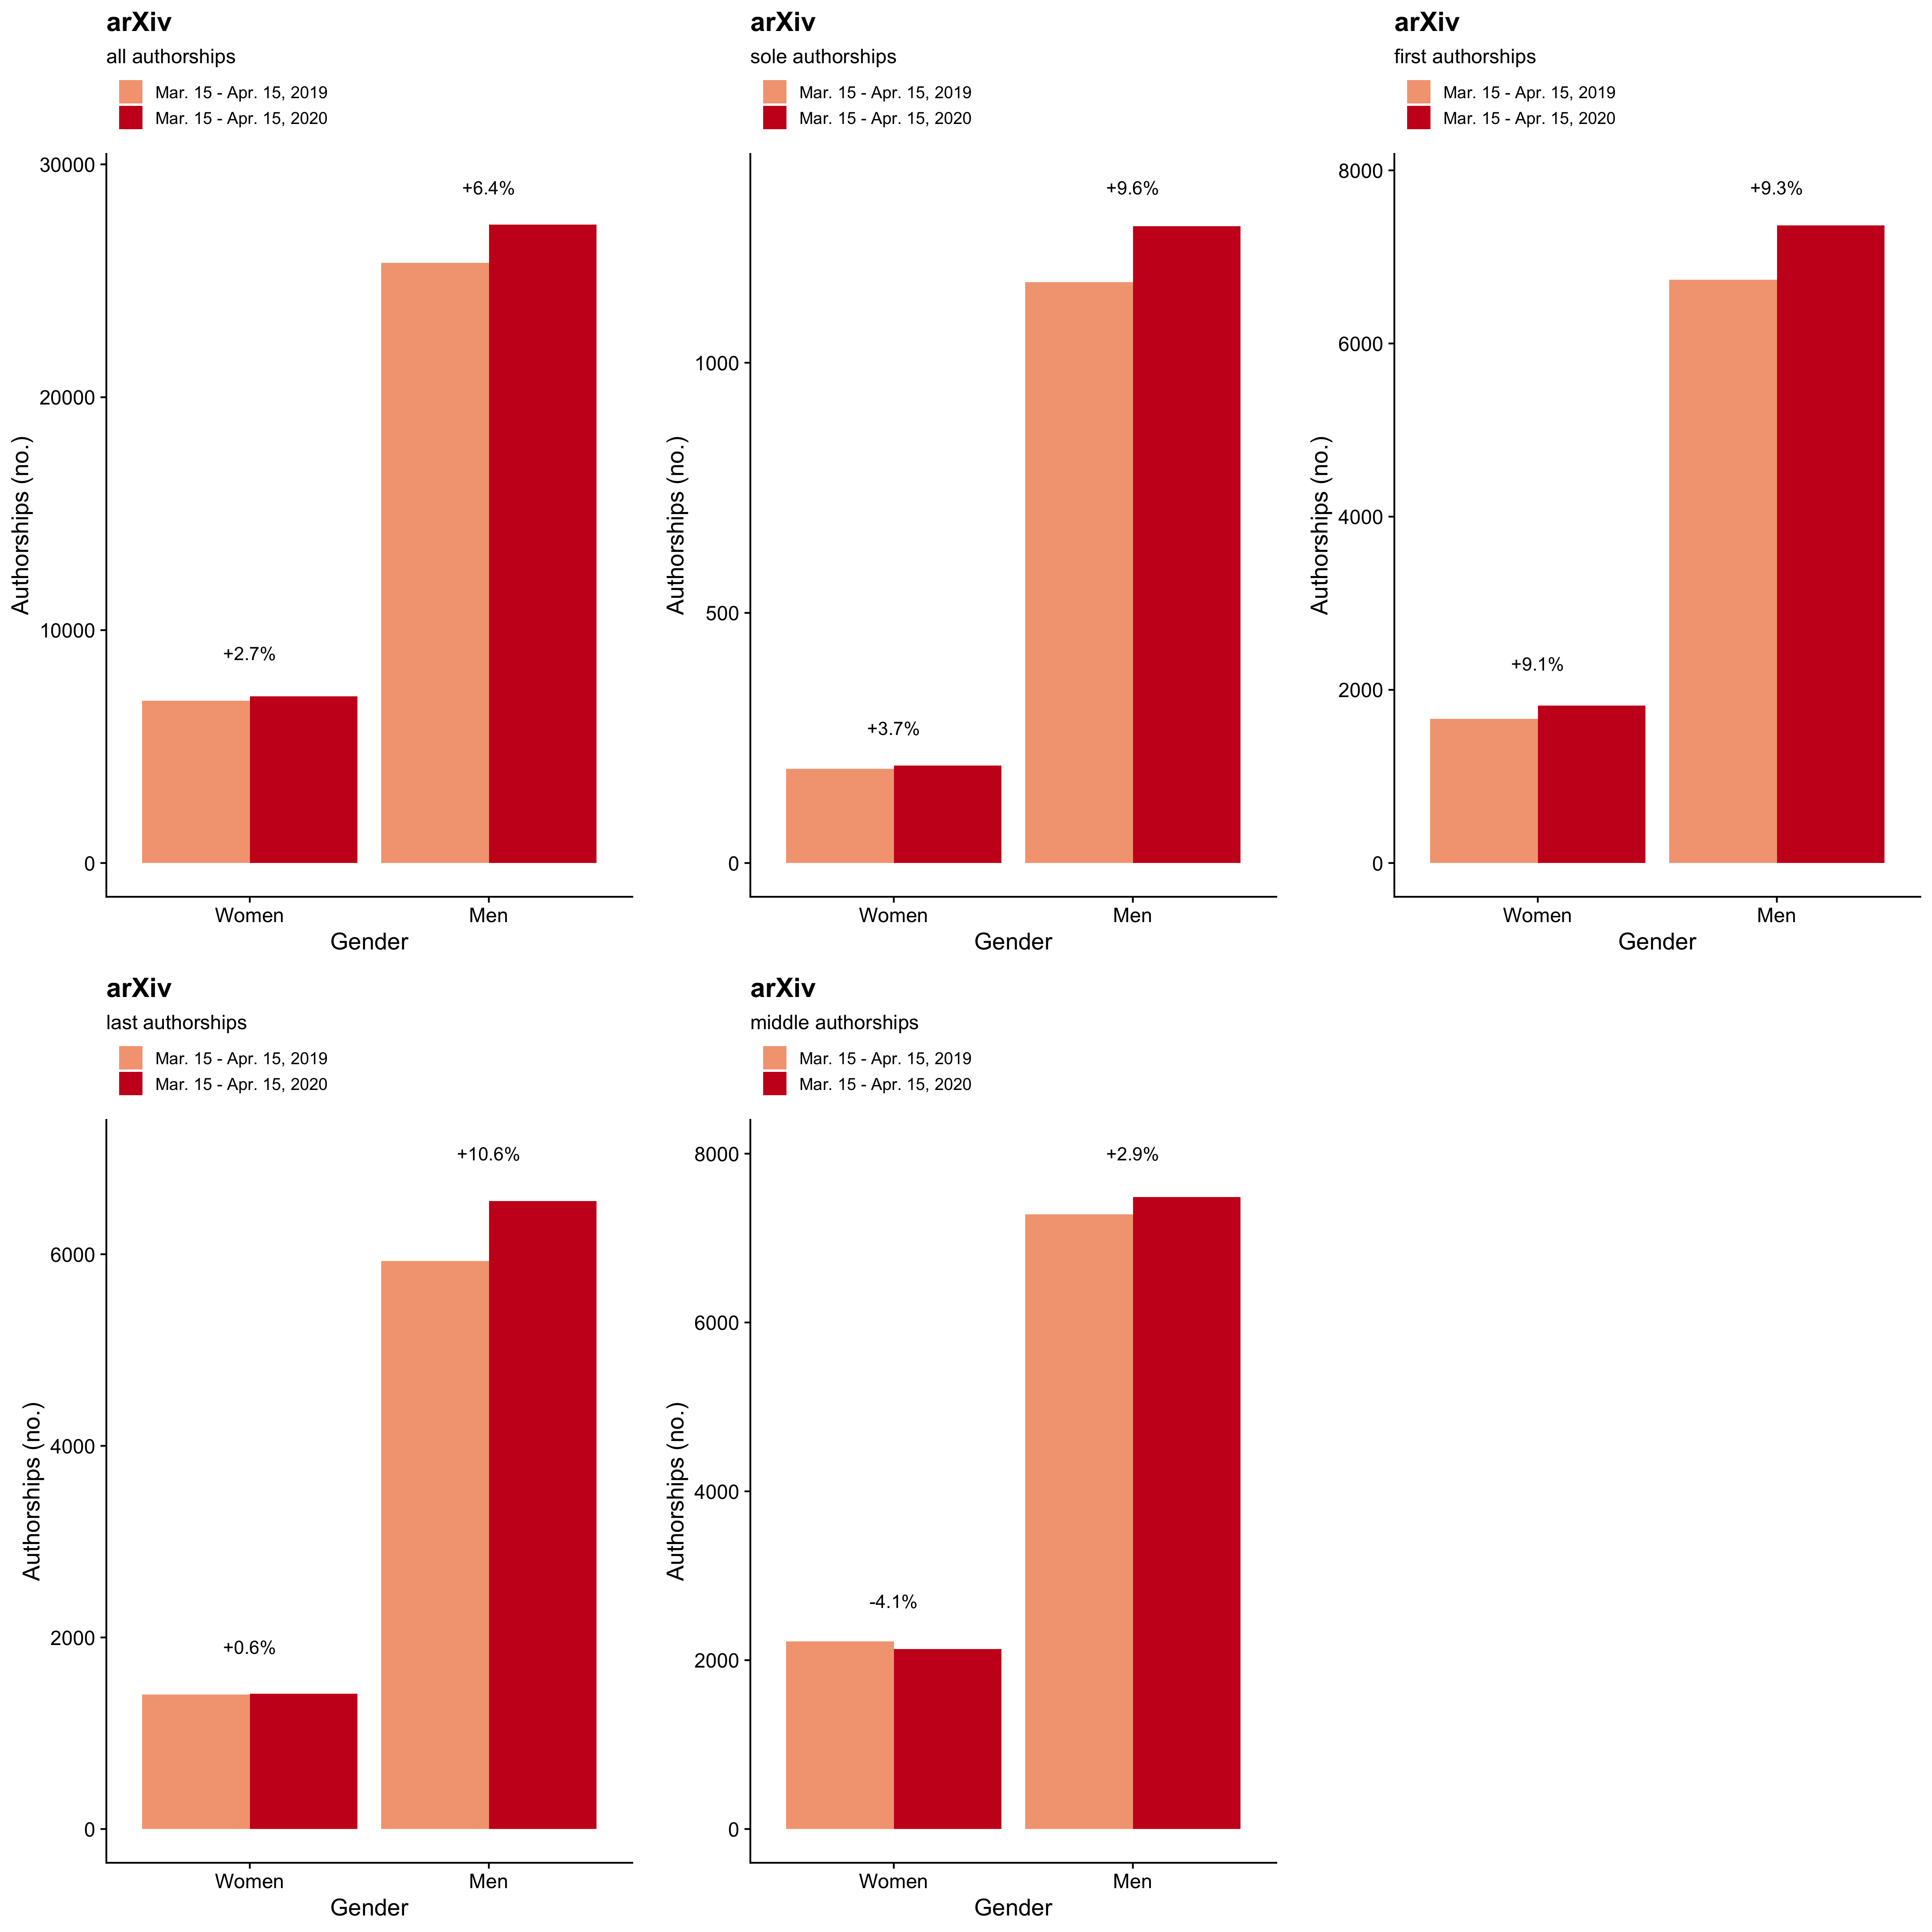 arXiv
all authorships
Mar. 15 - Apr. 15, 2019
Mar. 15 - Apr. 15, 2020
30000
20000
10000
0
Authorships (no.)
+2.7%
+6.4%
Women
Men
Gender
arXiv
sole authorships
Mar. 15 - Apr. 15, 2019
Mar. 15 - Apr. 15, 2020
1000
500
0
Authorships (no.)
+3.7%
+9.6%
Women
Men
Gender
arXiv
first authorships
Mar. 15 - Apr. 15, 2019
Mar. 15 - Apr. 15, 2020
8000
6000
4000
2000
0
Authorships (no.)
+9.1%
+9.3%
Women
Men
Gender
arXiv
last authorships
Mar. 15 - Apr. 15, 2019
Mar. 15 - Apr. 15, 2020
6000
4000
2000
0
Authorships (no.)
+0.6%
+10.6%
Women
Men
Gender
arXiv
middle authorships
Mar. 15 - Apr. 15, 2019
Mar. 15 - Apr. 15, 2020
8000
6000
4000
2000
0
Authorships (no.)
-4.1%
+2.9%
Women
Men
Gender